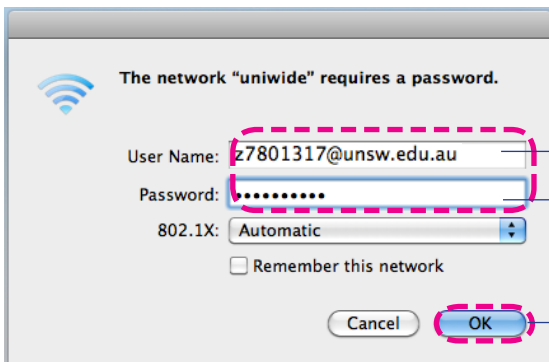 The network “uniwide” requires a password.
User Name: z7801317@unsw.edu.au
Password: ••••••••••
802.1X: Automatic
Remember this network
Cancel OK